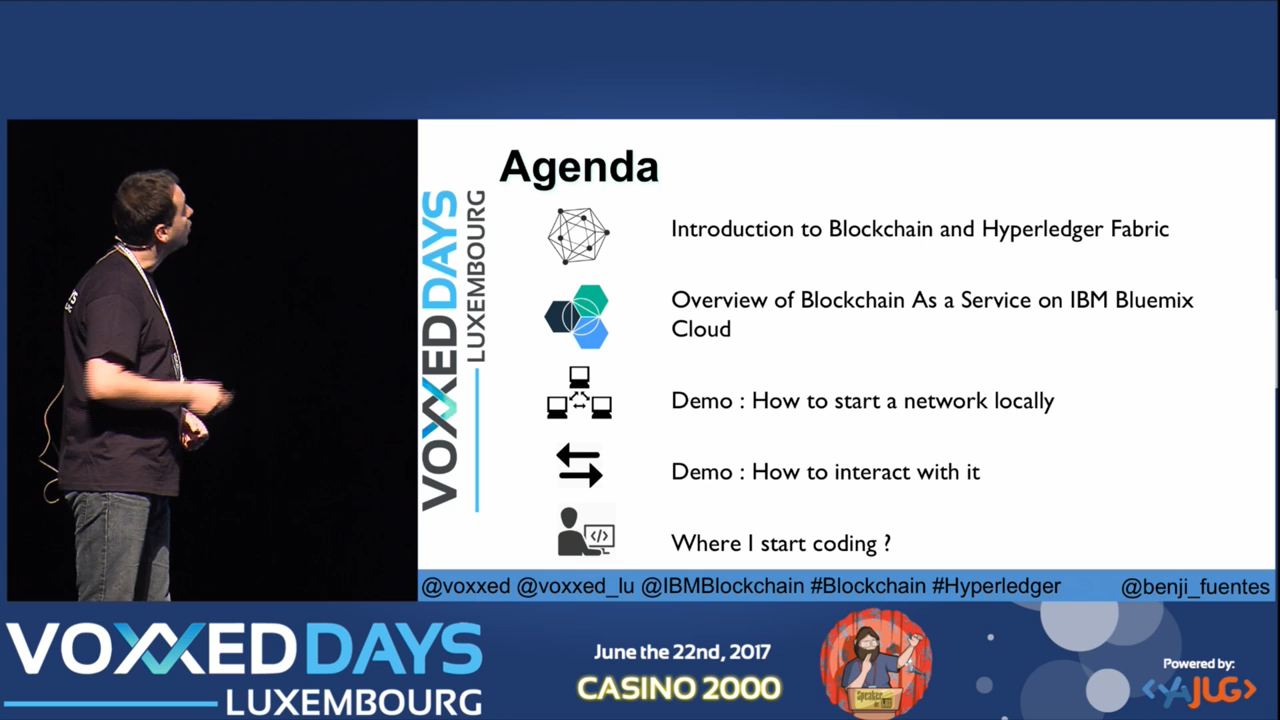 Agenda
Introduction to Blockchain and Hyperledger Fabric
Overview of Blockchain As a Service on IBM Bluemix
Cloud
Demo : How to start a network locally
Demo : How to interact with it
Where I start coding ?
VOXXED DAYS
LUXEMBOURG
@voxxed @voxxed_lu @IBMBlockchain #Blockchain #Hyperledger @benji_fuentes
VOXXED DAYS
LUXEMBOURG
June the 22nd, 2017
CASINO 2000
Speaker
Powered by:
<YAJUG>